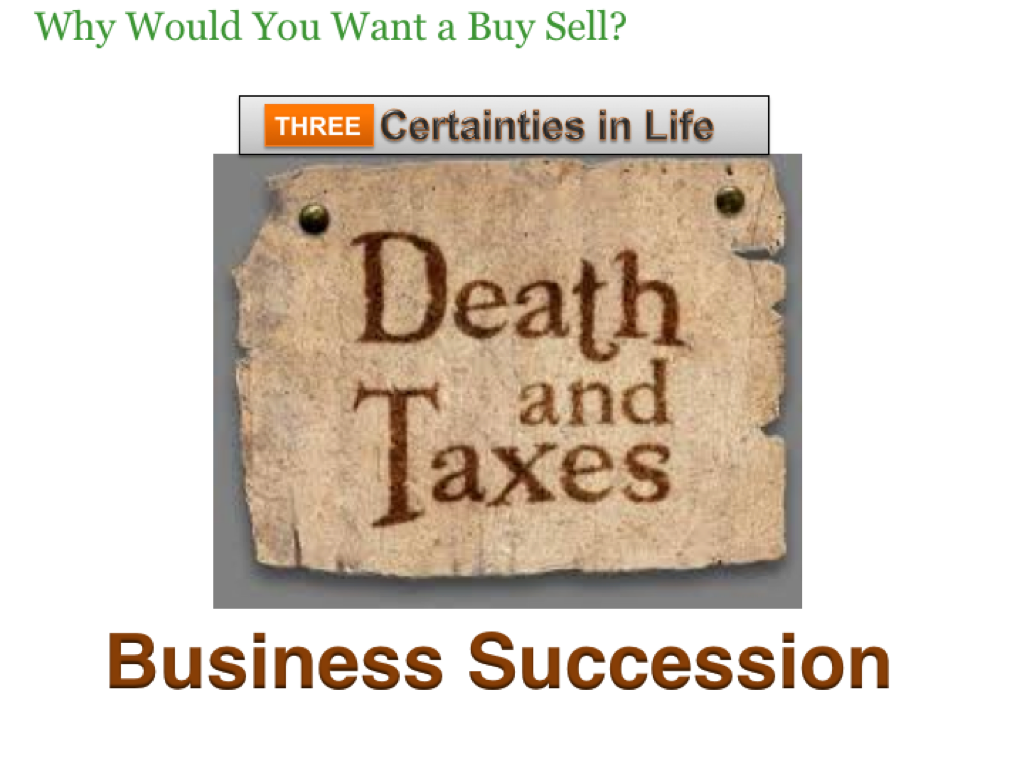 Why Would You Want a Buy Sell?
THREE Certainties in Life
Death
and
Taxes
Business Succession